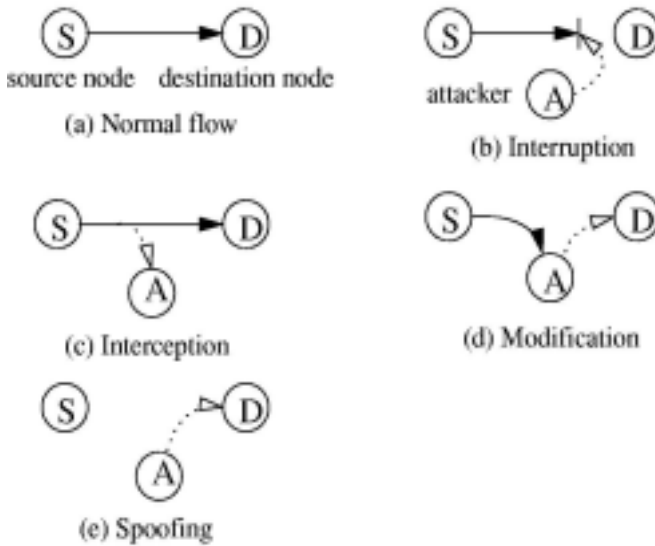 S D
source node destination node
(a) Normal flow
S D
attacker A
(b) Interruption
S D
A
(c) Interception
S D
A
(d) Modification
S D
A
(e) Spoofing